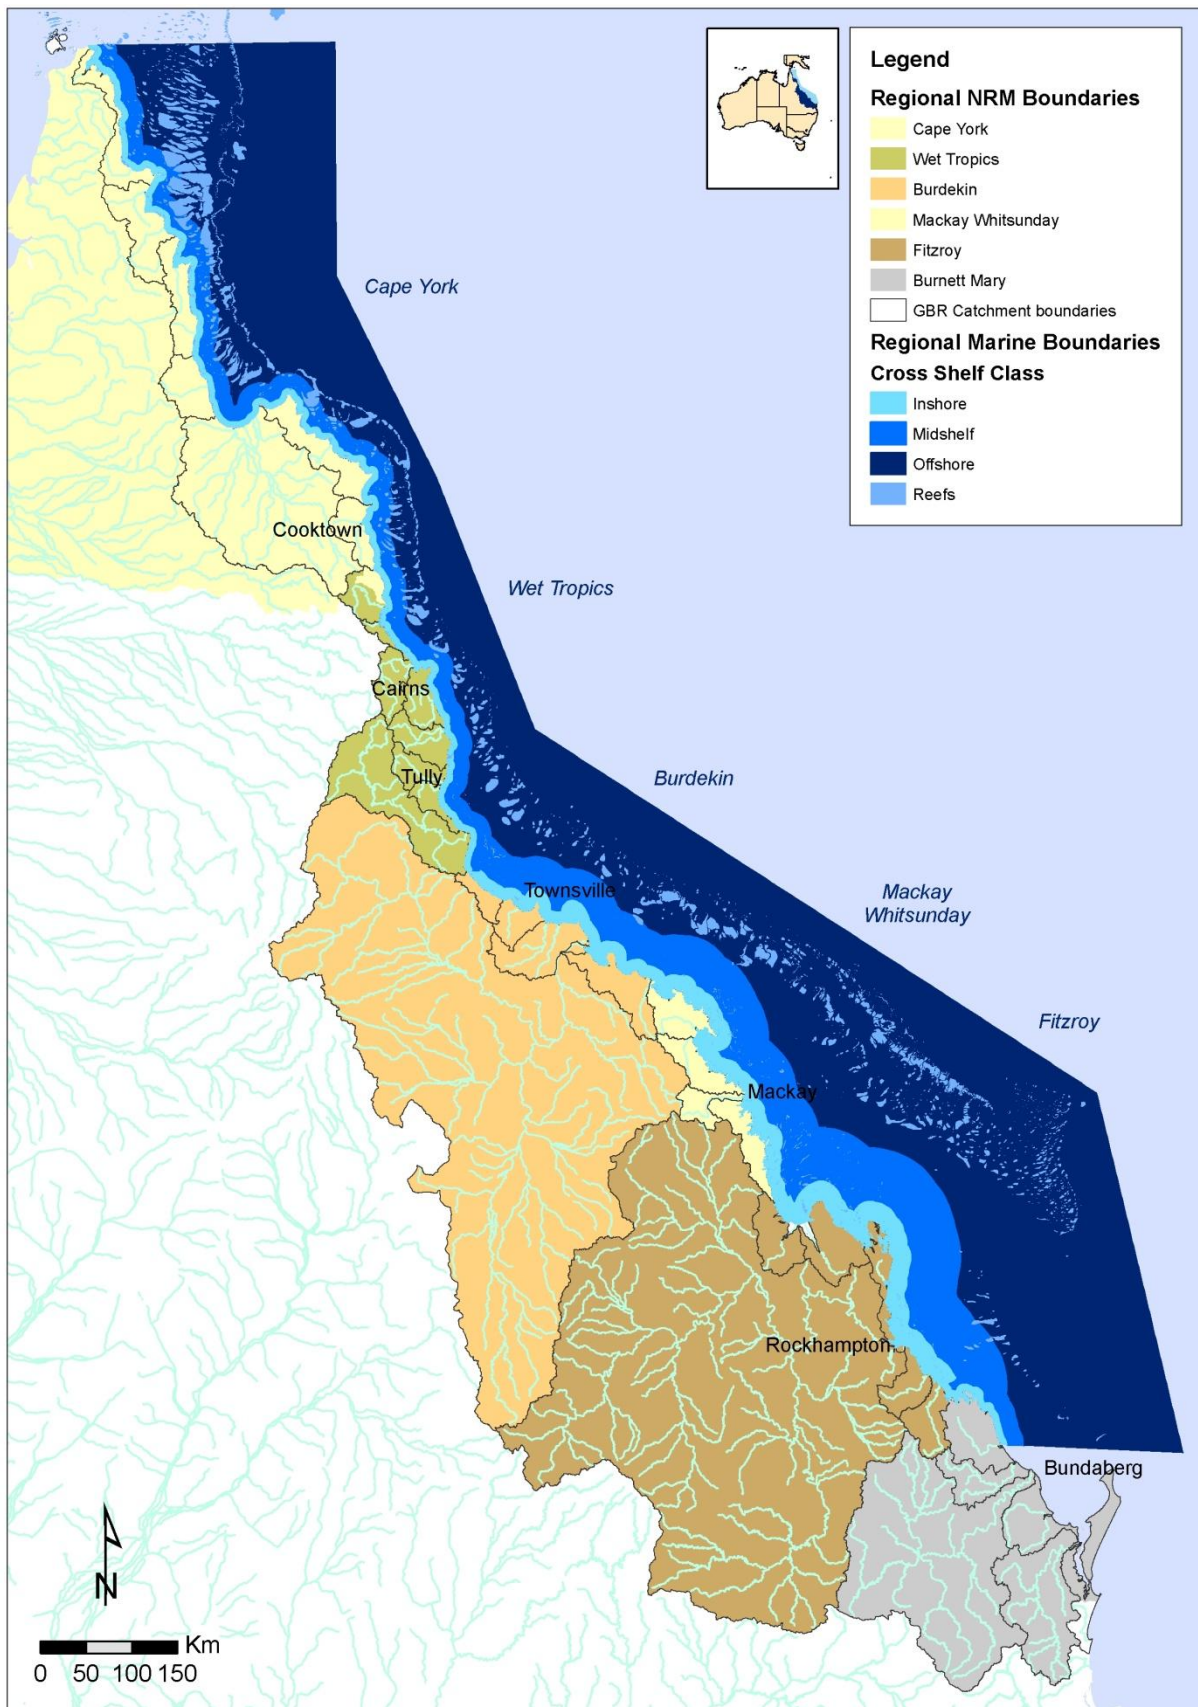 Legend
Regional NRM Boundaries
Cape York
Wet Tropics
Burdekin
Mackay Whitsunday
Fitzroy
Burnett Mary
GBR Catchment boundaries
Regional Marine Boundaries
Cross Shelf Class
Inshore
Midshelf
Offshore
Reefs
Cape York
Cooktown
Wet Tropics
Cairns
Tully
Burdekin
Townsville
Mackay
Whitsunday
Fitzroy
Mackay
Rockhampton
Bundaberg
N
Km
0 50 100 150